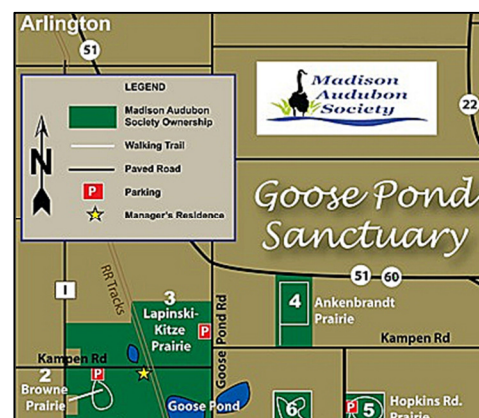 Arlington
51
LEGEND
Madison Audubon
Society Ownership
Walking Trail
Paved Road
P
Parking
Manager's Residence
N
Madison
Audubon
Society
22
Goose Pond
Sanctuary
51
60
I
RR Tracks
3
Lapinski-
Kitze
Prairie
P
Goose Pond Rd
4
Ankenbrandt
Prairie
Kampen Rd
Kampen Rd
2
P
Browne
Prairie
Goose Pond
6
P
5
Hopkins Rd.
Prairie